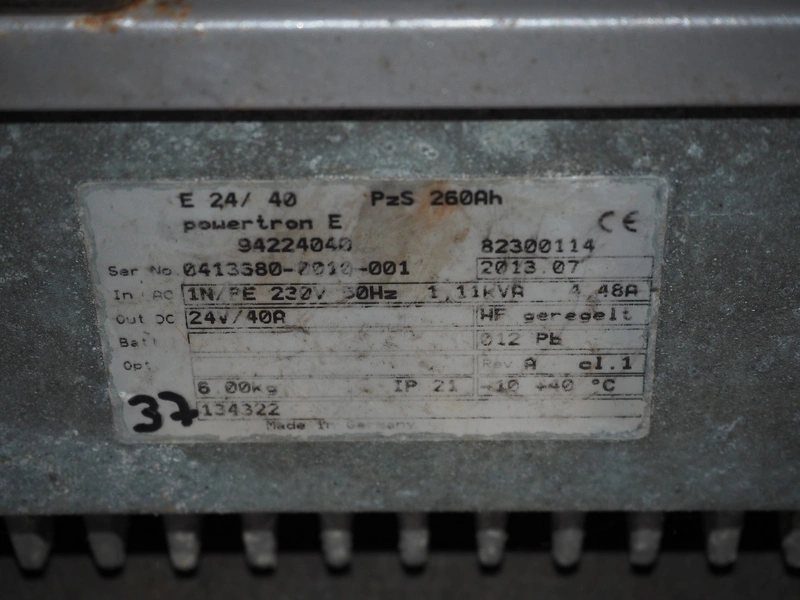 E 24/ 40 PzS 260Ah
powertron E CE
94224040 82300114
Ser No. 0413580-7010-001 2013.07
In AC 1N/PE 230V 50Hz 1,11KVA 4,48A
Out DC 24V/40A HF geregelt
Batt 012 Pb
Opt Rev A cl.1
6.00kg IP 21 -10 +40 °C
37 134322
Made in Germany